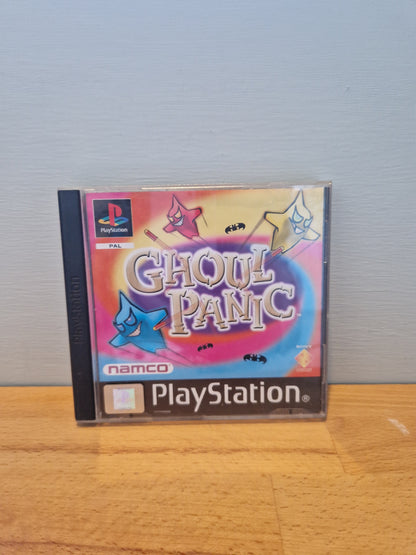 PlayStation
PAL
GHOUL
PANIC
namco
PlayStation
PlayStation®